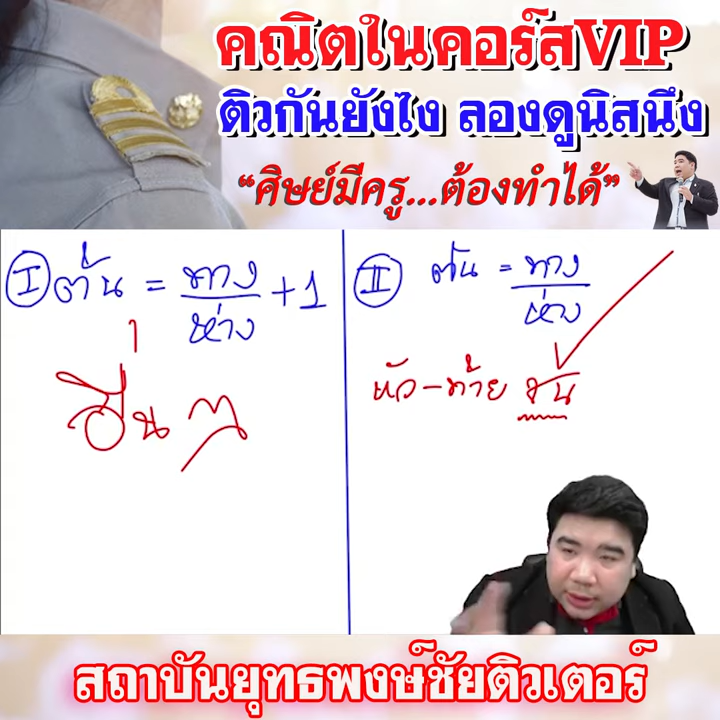 คณิตในคอร์สVIP
ติวกันยังไง ลองดูนิสนึง
“ศิษย์มีครู...ต้องทำได้”
I ต้น = ทาง/ห่าง + 1
อื่น ๆ
II ต้น = ทาง/ห่าง
หัว - ท้าย
สถาบันยุทธพงษ์ชัยติวเตอร์